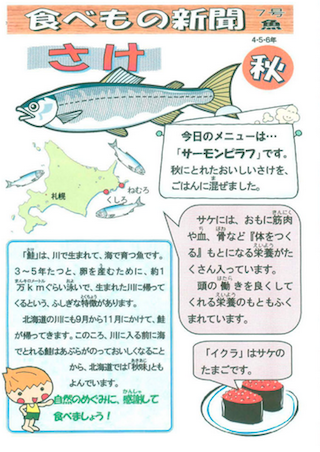 食べもの新聞
7号
魚
4・5・6年
さけ
秋
今日のメニューは…
「サーモンピラフ」です。
秋にとれたおいしいさけを、
ごはんに混ぜました。
札幌
ねむろ
くしろ
サケには、おもに筋肉
や血、骨など『体をつく
る』もとになる栄養がた
くさん入っています。
頭の働きを良くして
くれる栄養のもともふく
まれています。
「鮭」は、川で生まれて、海で育つ魚です。
3～5年たつと、卵を産むために、約1
万kmぐらい泳いで、生まれた川に帰って
くるという、ふしぎな特徴があります。
北海道の川にも9月から11月にかけて、鮭
が帰ってきます。このころ、川に入る前に海
でとれる鮭はあぶらがのっておいしくなること
から、北海道では「秋味」とも
よんでいます。
自然のめぐみに、感謝して
食べましょう！
「イクラ」はサケの
たまごです。